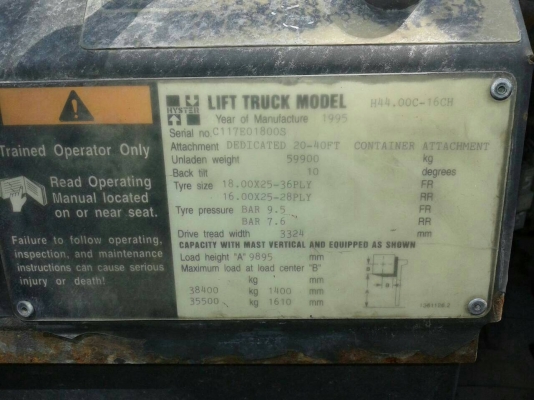 Trained Operator Only
Read Operating
Manual located
on or near seat.
Failure to follow operating,
inspection, and maintenance
instructions can cause serious
injury or death!
HYSTER
LIFT TRUCK MODEL H44.00C-16CH
Year of Manufacture 1995
Serial no. C117E01800S
Attachment DEDICATED 20-40FT CONTAINER ATTACHMENT
Unladen weight 59900 kg
Back tilt 10 degrees
Tyre size 18.00X25-36PLY FR
16.00X25-28PLY RR
Tyre pressure BAR 9.5 FR
BAR 7.6 RR
Drive tread width 3324 mm
CAPACITY WITH MAST VERTICAL AND EQUIPPED AS SHOWN
Load height "A" 9895 mm
Maximum load at load center "B"
kg mm
38400 kg 1400 mm
35500 kg 1610 mm